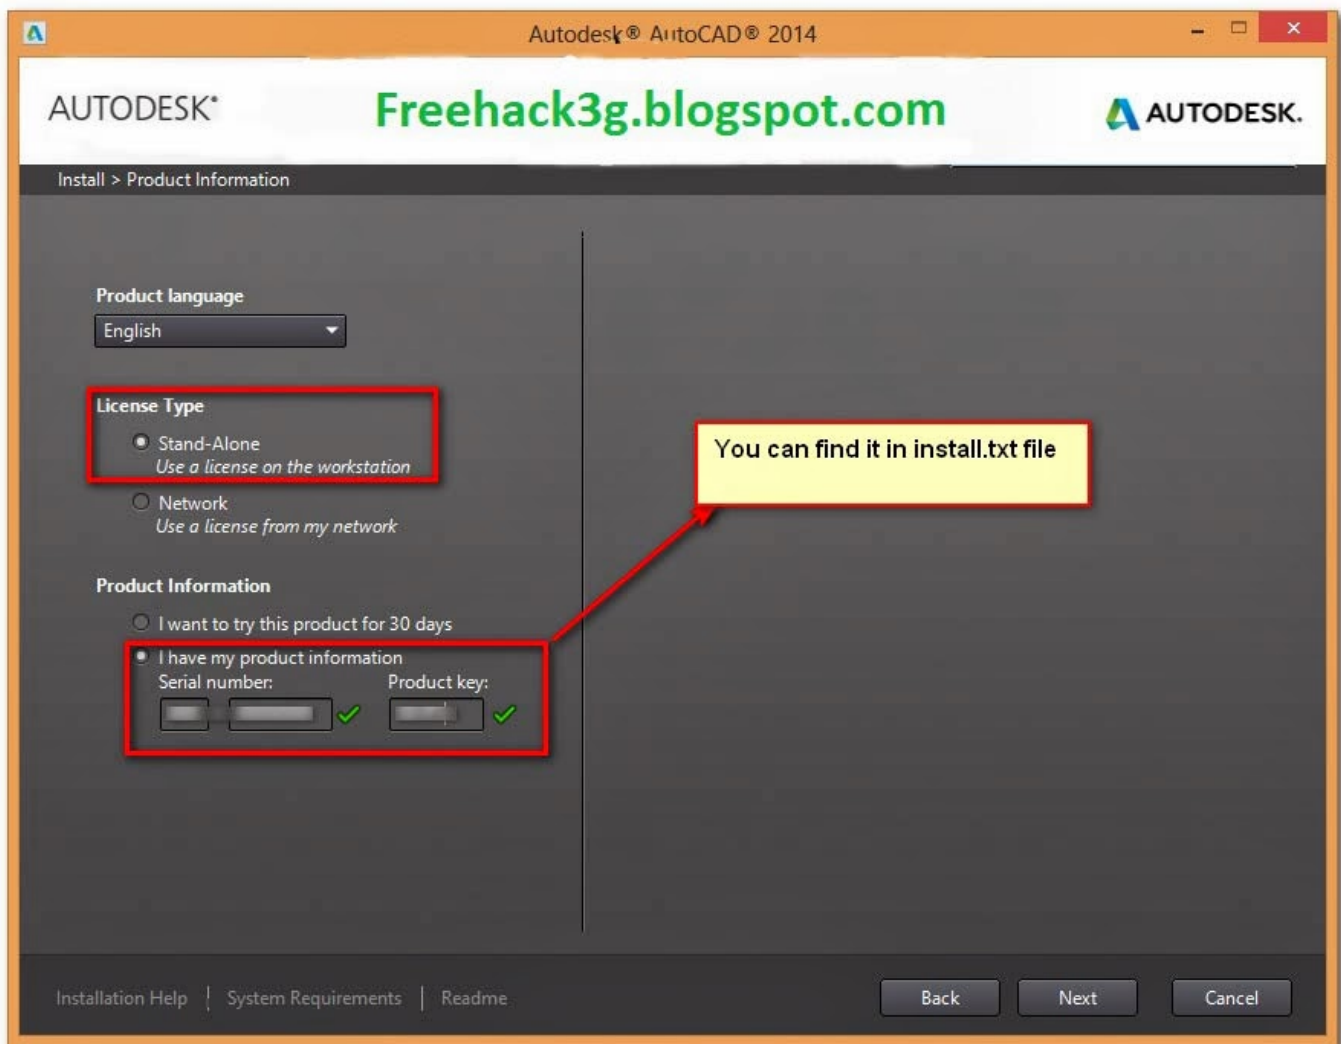 Autodesk® AutoCAD® 2014
AUTODESK®
Freehack3g.blogspot.com
AUTODESK.
Install > Product Information
Product language
English
License Type
Stand-Alone
Use a license on the workstation
Network
Use a license from my network
You can find it in install.txt file
Product Information
I want to try this product for 30 days
I have my product information
Serial number: Product key:
Installation Help | System Requirements | Readme
Back Next Cancel